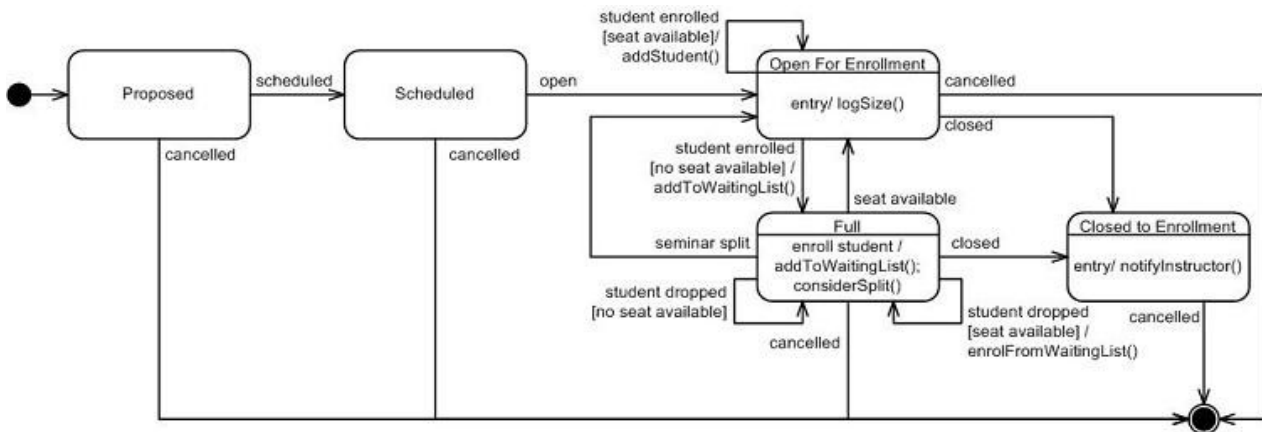 student enrolled
[seat available]/
addStudent()
Open For Enrollment
cancelled
Proposed
scheduled
Scheduled
open
entry/ logSize()
closed
cancelled
cancelled
student enrolled
[no seat available] /
addToWaitingList()
seat available
Full
Closed to Enrollment
seminar split
enroll student /
addToWaitingList();
considerSplit()
closed
entry/ notifyInstructor()
student dropped
[no seat available]
student dropped
[seat available] /
enrolFromWaitingList()
cancelled
cancelled